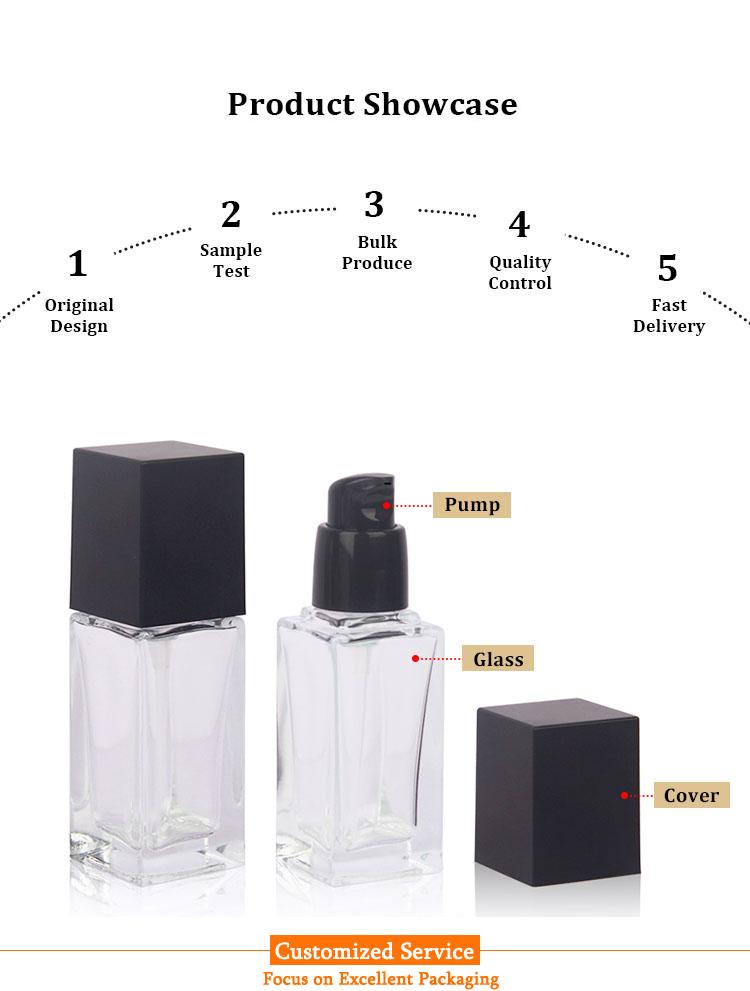 Product Showcase
1
Original
Design
2
Sample
Test
3
Bulk
Produce
4
Quality
Control
5
Fast
Delivery
Pump
Glass
Cover
Customized Service
Focus on Excellent Packaging